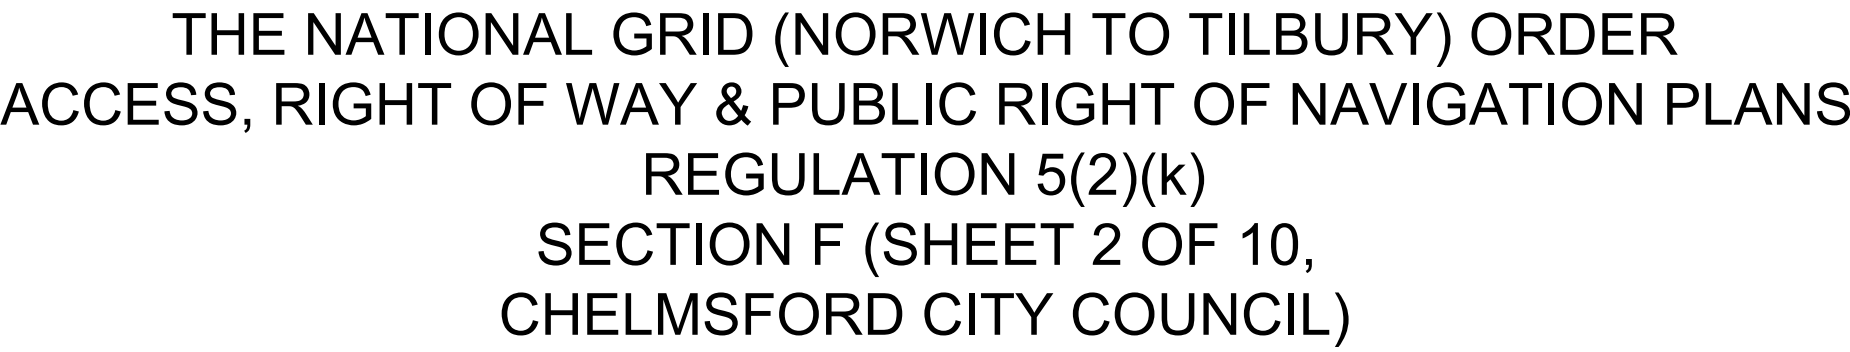 THE NATIONAL GRID (NORWICH TO TILBURY) ORDER
ACCESS, RIGHT OF WAY & PUBLIC RIGHT OF NAVIGATION PLANS
REGULATION 5(2)(k)
SECTION F (SHEET 2 OF 10,
CHELMSFORD CITY COUNCIL)